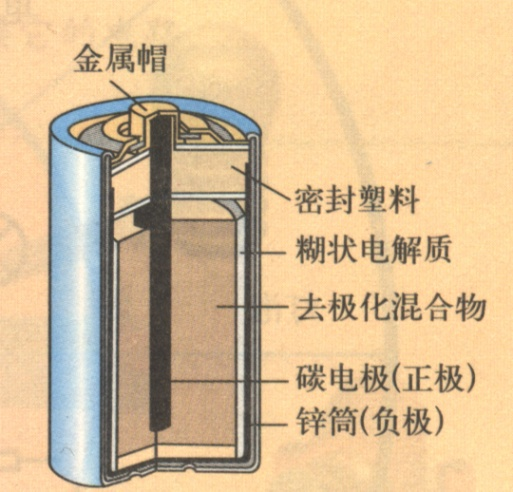 金属帽
密封塑料
糊状电解质
去极化混合物
碳电极(正极)
锌筒(负极)